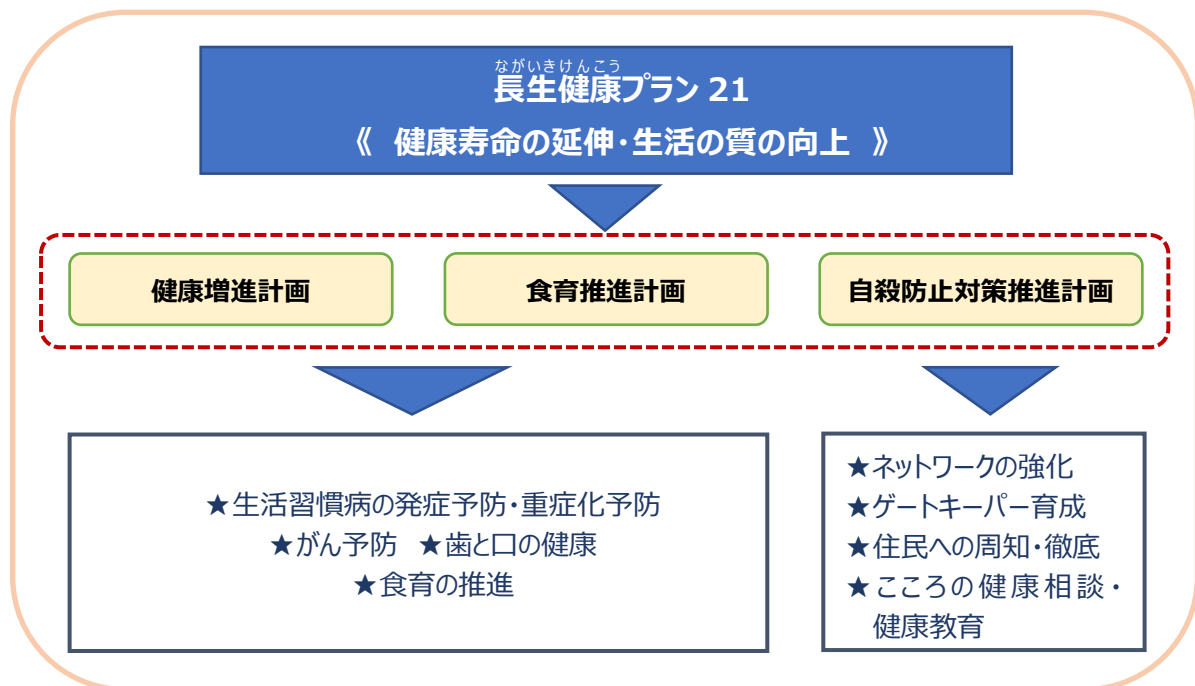 ながいきけんこう
長生健康プラン 21
《 健康寿命の延伸・生活の質の向上 》
健康増進計画
食育推進計画
自殺防止対策推進計画
★生活習慣病の発症予防・重症化予防
★がん予防 ★歯と口の健康
★食育の推進
★ネットワークの強化
★ゲートキーパー育成
★住民への周知・徹底
★こころの健康相談・
健康教育